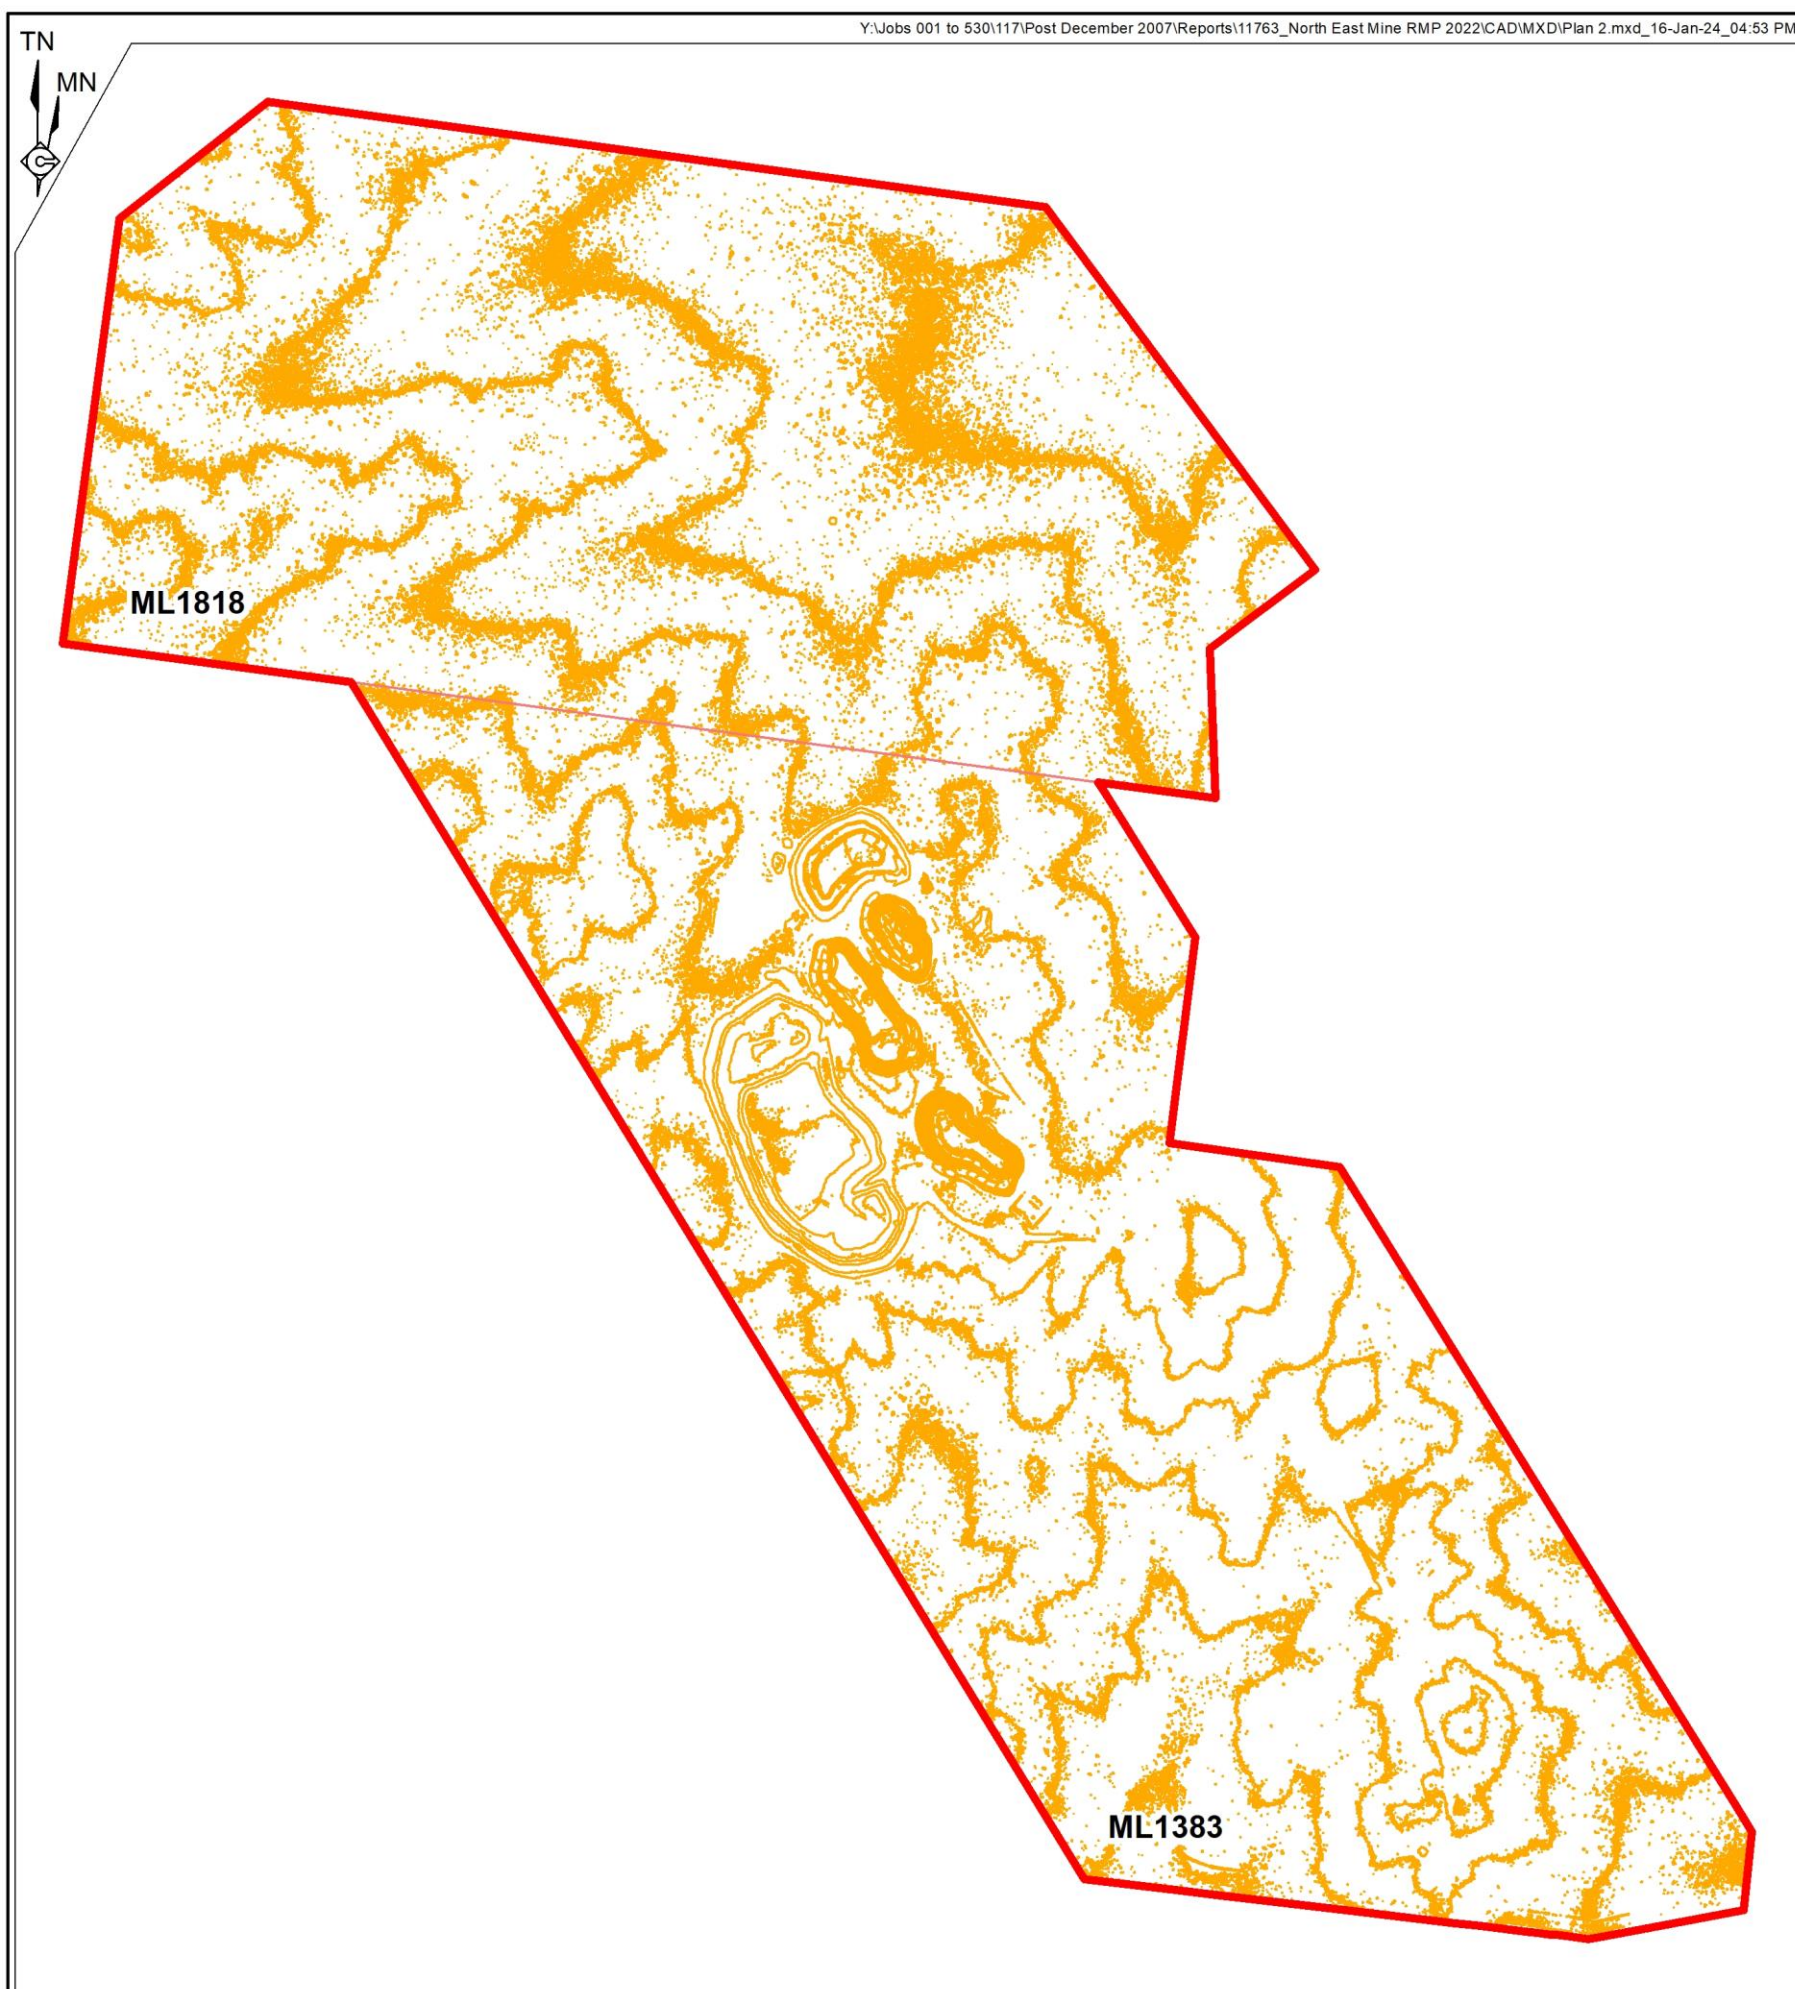 Y:\Jobs 001 to 530\117\Post December 2007\Reports\11763_North East Mine RMP 2022\CAD\MXD\Plan 2.mxd_16-Jan-24_04:53 PM
TN
MN
ML1818
ML1383